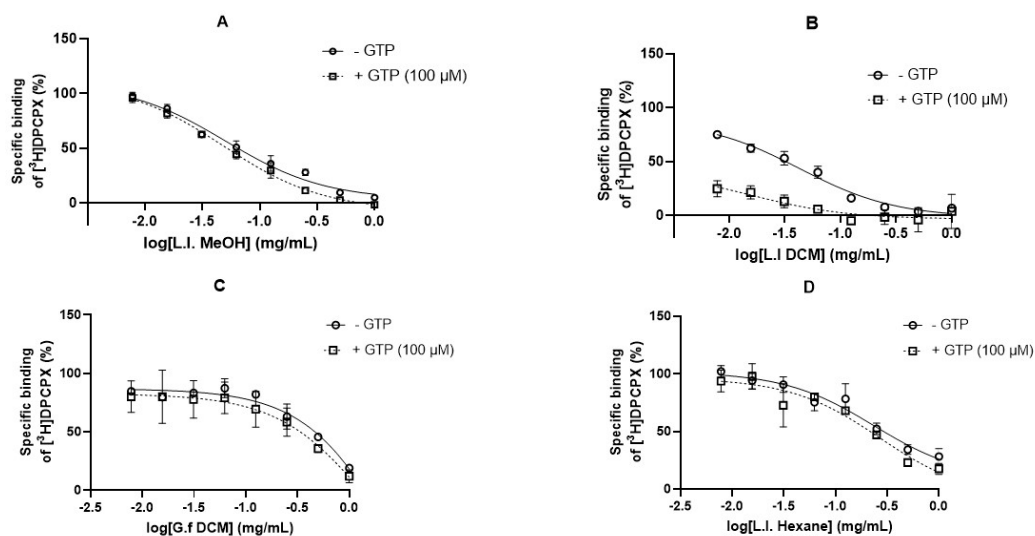 A
150
100
50
0
Specific binding
of [³H]DPCPX (%)
- GTP
+ GTP (100 µM)
-2.0 -1.5 -1.0 -0.5 0.0
log[L.I. MeOH] (mg/mL)
B
150
100
50
0
Specific binding
of [³H]DPCPX (%)
- GTP
+ GTP (100 µM)
-2.0 -1.5 -1.0 -0.5 0.0
log[L.I DCM] (mg/mL)
C
150
100
50
0
Specific binding
of [³H]DPCPX (%)
- GTP
+ GTP (100 µM)
-2.5 -2.0 -1.5 -1.0 -0.5 0.0
log[G.f DCM] (mg/mL)
D
150
100
50
0
Specific binding
of [³H]DPCPX (%)
- GTP
+ GTP (100 µM)
-2.5 -2.0 -1.5 -1.0 -0.5 0.0
log[L.I. Hexane] (mg/mL)